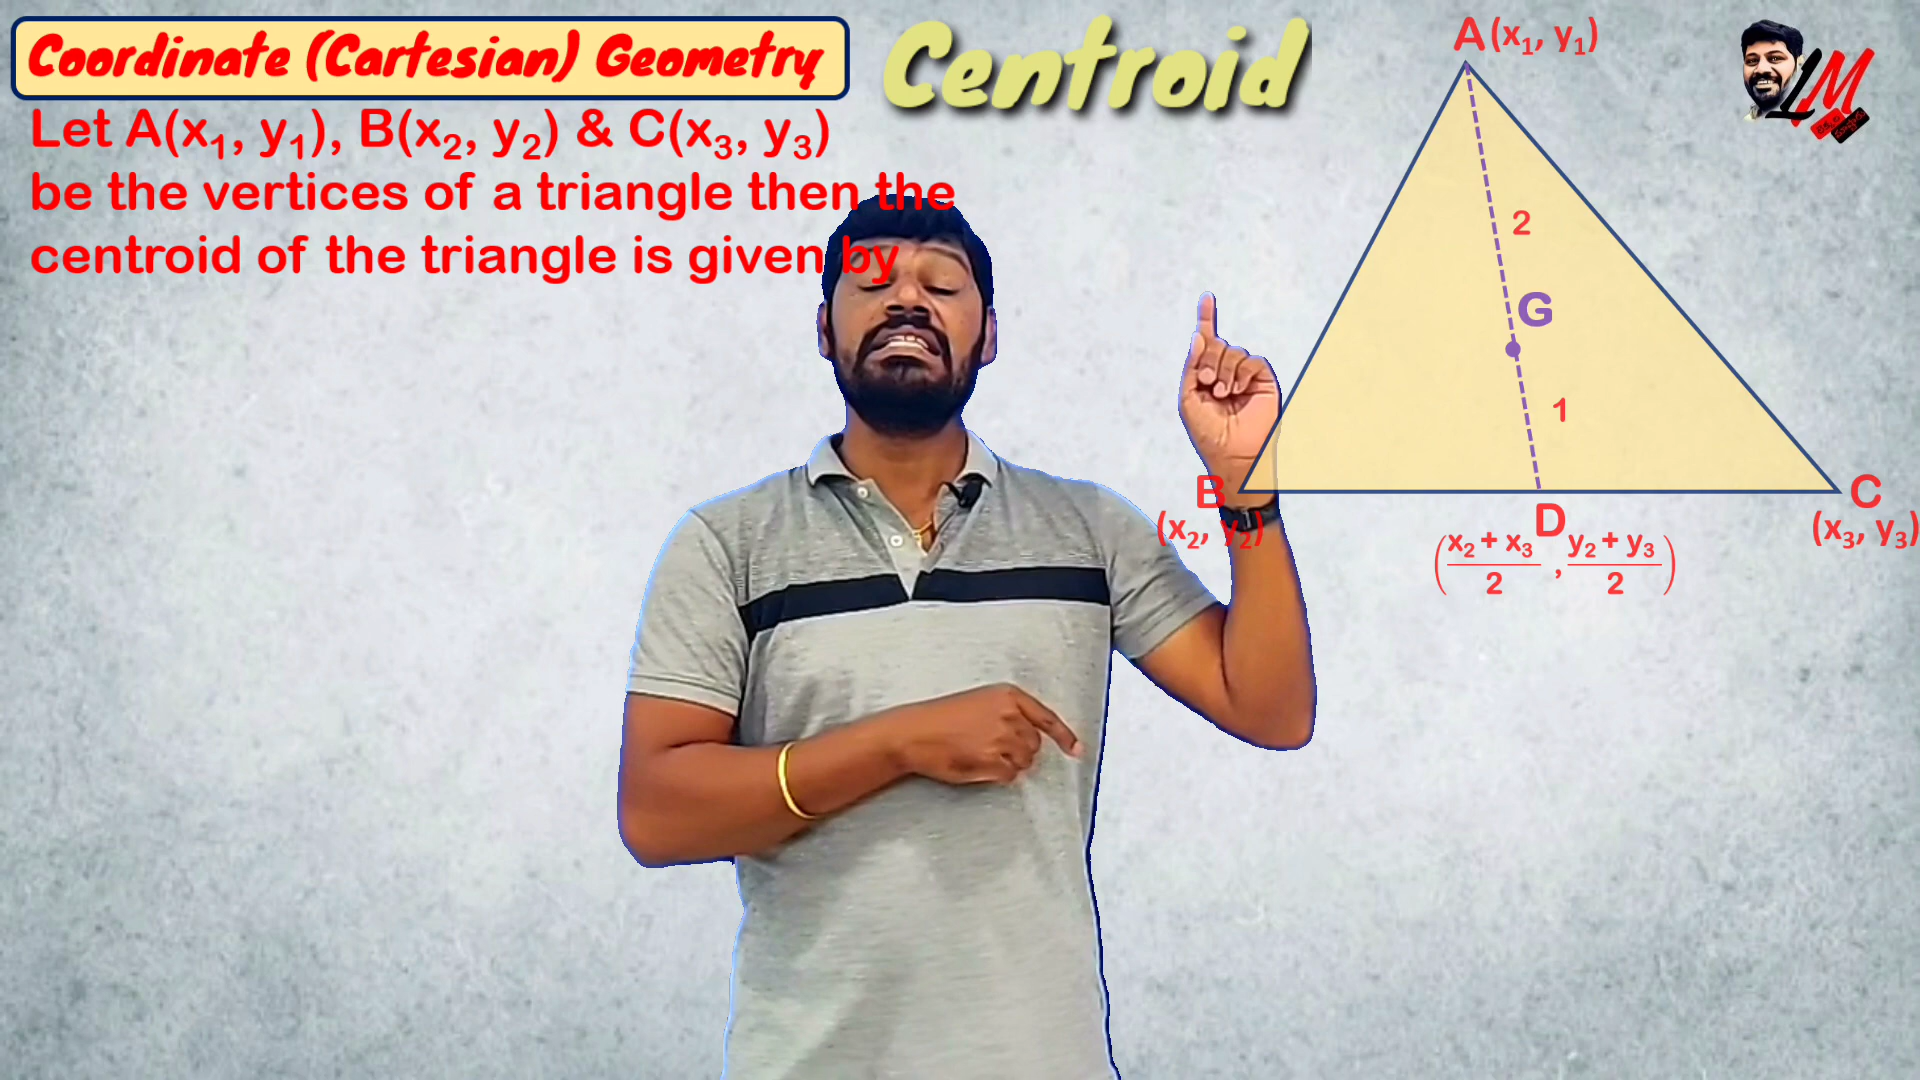 Coordinate (Cartesian) Geometry
Centroid
Let A(x₁, y₁), B(x₂, y₂) & C(x₃, y₃)
be the vertices of a triangle then the
centroid of the triangle is given by
A (x₁, y₁)
LM
2
G
1
B
(x₂, y₂)
D
C
(x₃, y₃)
(x₂ + x₃ / 2 , y₂ + y₃ / 2)